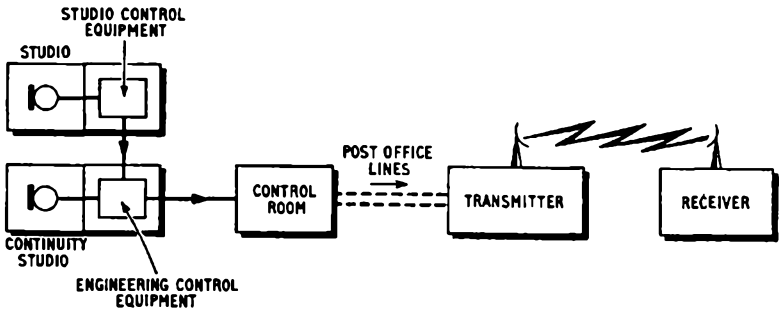 STUDIO CONTROL
EQUIPMENT
STUDIO
POST OFFICE
LINES
CONTROL
ROOM
TRANSMITTER
RECEIVER
CONTINUITY
STUDIO
ENGINEERING CONTROL
EQUIPMENT